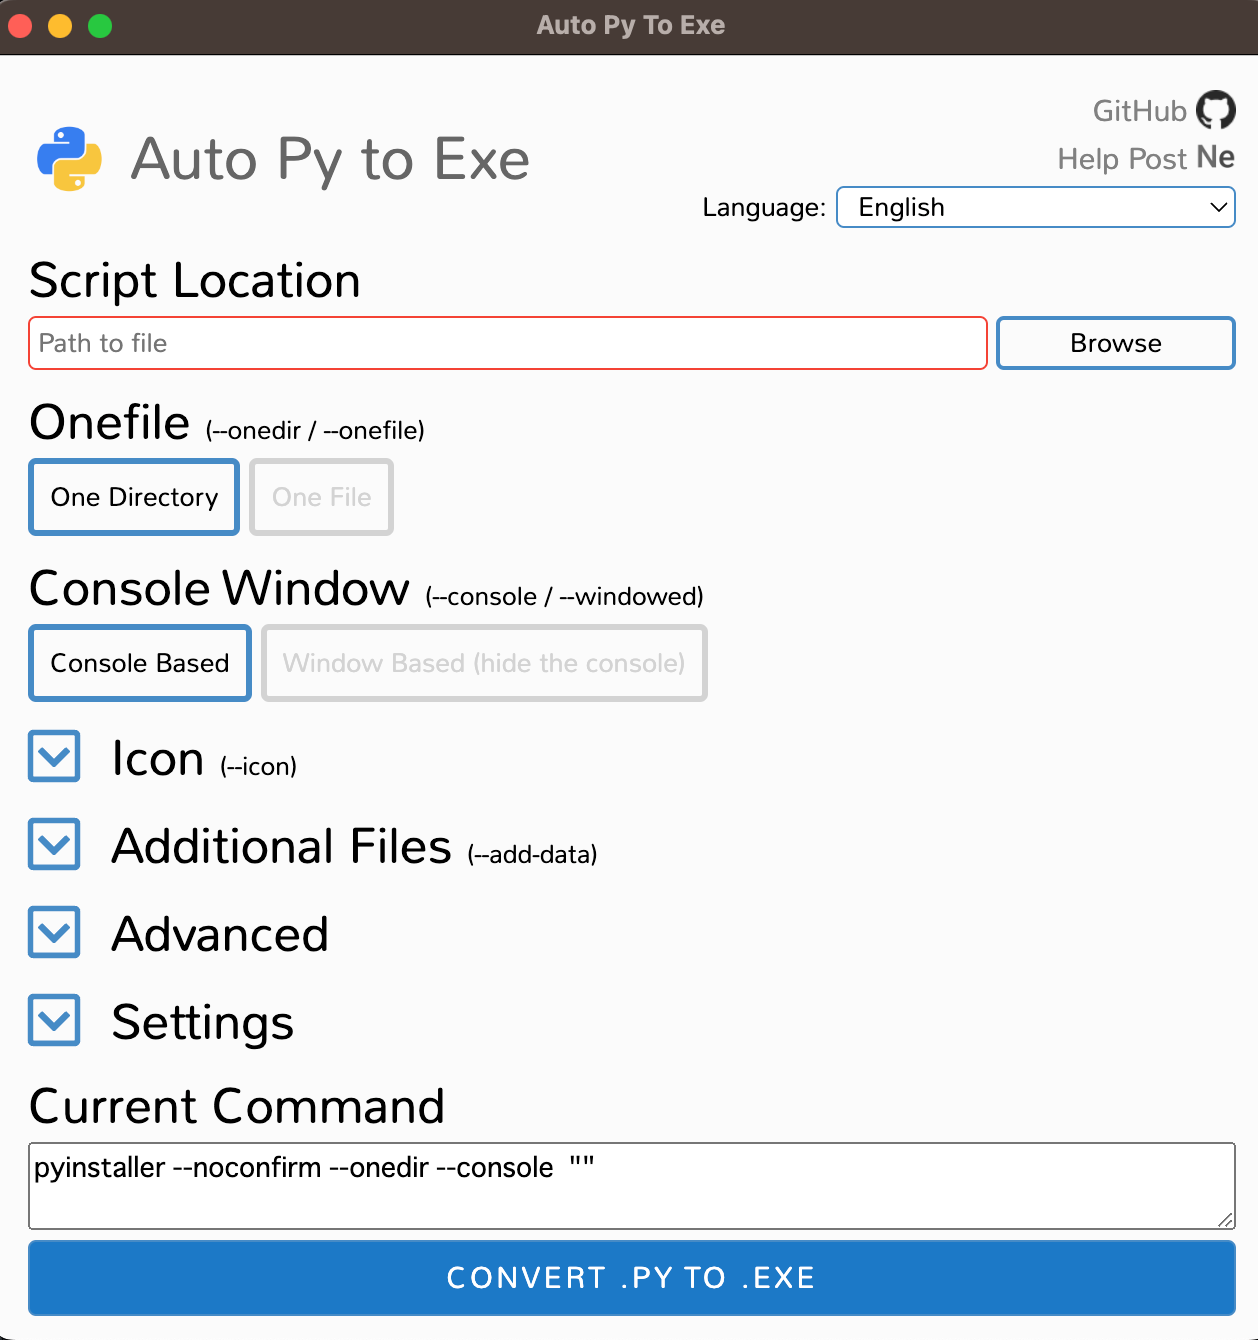 Auto Py To Exe
GitHub
Help Post Ne
Auto Py to Exe
Language: English
Script Location
Path to file Browse
Onefile (--onedir / --onefile)
One Directory One File
Console Window (--console / --windowed)
Console Based Window Based (hide the console)
Icon (--icon)
Additional Files (--add-data)
Advanced
Settings
Current Command
pyinstaller --noconfirm --onedir --console  ""
CONVERT .PY TO .EXE